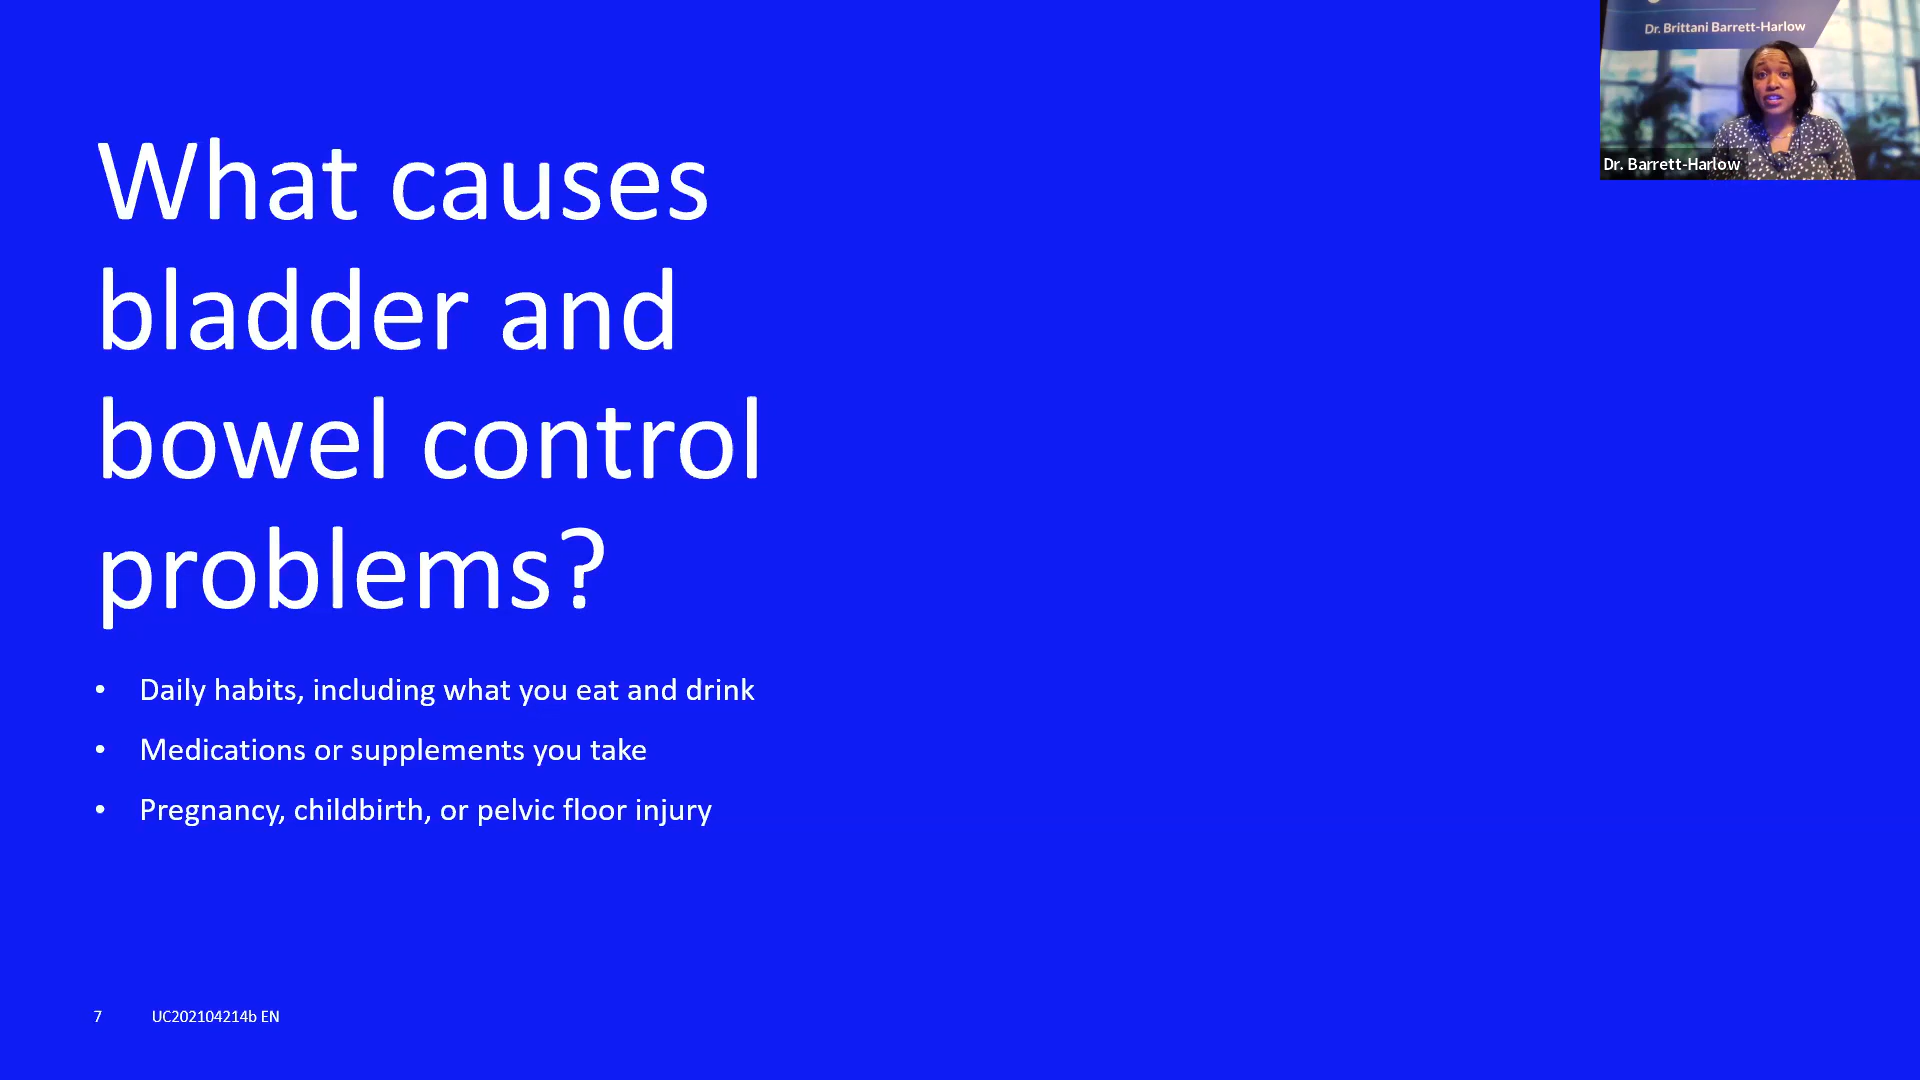 Dr. Brittani Barrett-Harlow
Dr. Barrett-Harlow
What causes
bladder and
bowel control
problems?
• Daily habits, including what you eat and drink
• Medications or supplements you take
• Pregnancy, childbirth, or pelvic floor injury
7 UC202104214b EN